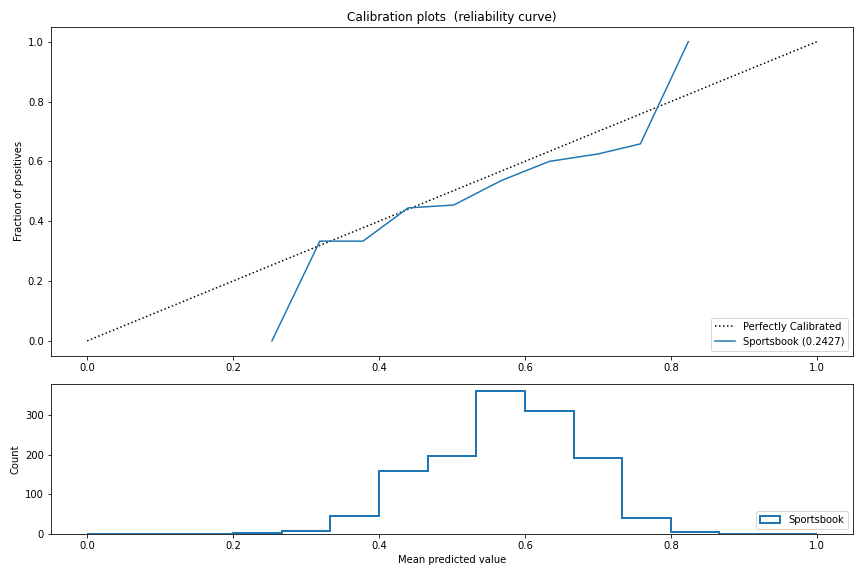 Calibration plots  (reliability curve)
1.0
0.8
0.6
0.4
0.2
0.0
Fraction of positives
Perfectly Calibrated
Sportsbook (0.2427)
0.0 0.2 0.4 0.6 0.8 1.0
300
200
100
0
Count
Sportsbook
0.0 0.2 0.4 0.6 0.8 1.0
Mean predicted value